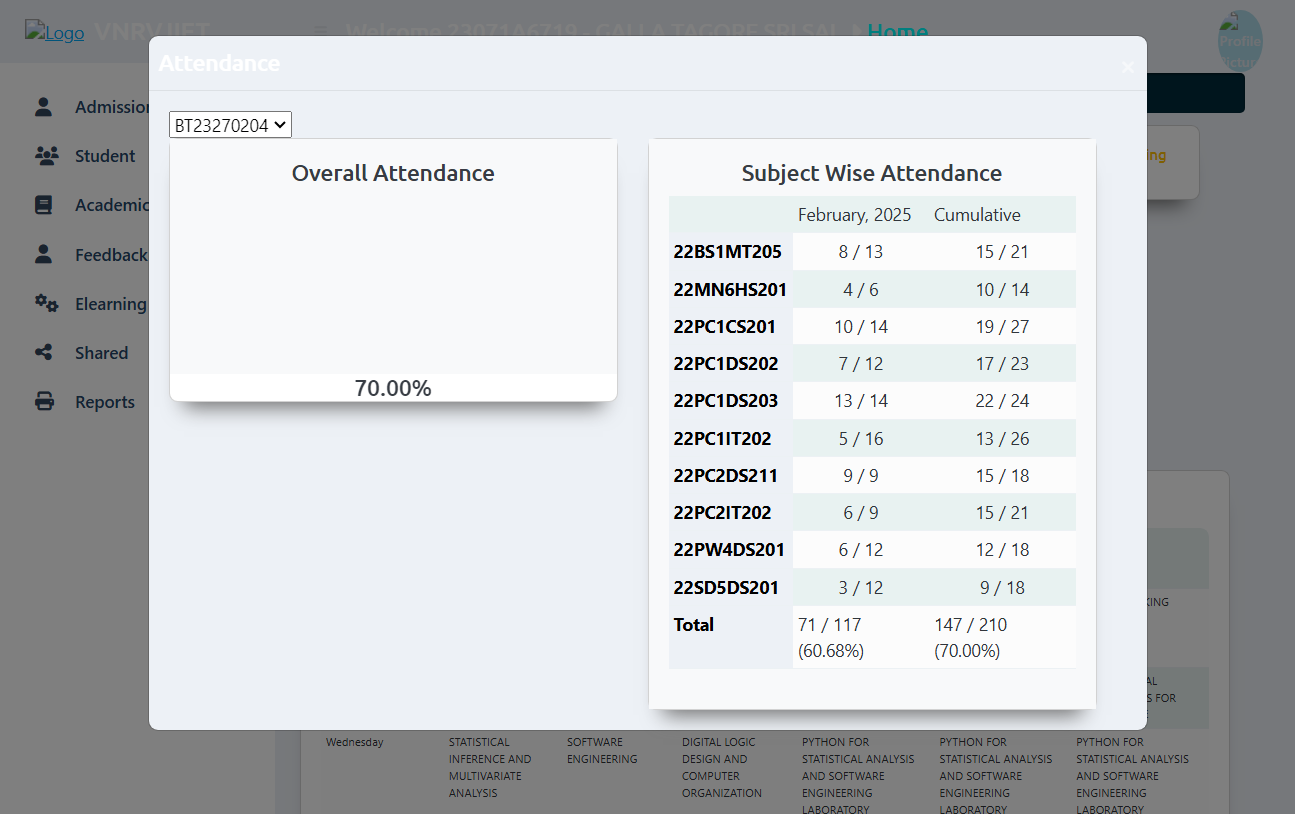 Logo VNRVJIET
Welcome 22071A6719 - GALLA TAGORE SRI SAI Home
Profile
Picture
Attendance
×
Admission
Student
Academic
Feedback
Elearning
Shared
Reports
BT23270204
Overall Attendance
70.00%
Subject Wise Attendance
February, 2025 Cumulative
22BS1MT205 8 / 13 15 / 21
22MN6HS201 4 / 6 10 / 14
22PC1CS201 10 / 14 19 / 27
22PC1DS202 7 / 12 17 / 23
22PC1DS203 13 / 14 22 / 24
22PC1IT202 5 / 16 13 / 26
22PC2DS211 9 / 9 15 / 18
22PC2IT202 6 / 9 15 / 21
22PW4DS201 6 / 12 12 / 18
22SD5DS201 3 / 12 9 / 18
Total 71 / 117 147 / 210
(60.68%) (70.00%)
ing
KING
AL
S FOR
Wednesday STATISTICAL SOFTWARE DIGITAL LOGIC PYTHON FOR PYTHON FOR PYTHON FOR
INFERENCE AND ENGINEERING DESIGN AND STATISTICAL ANALYSIS STATISTICAL ANALYSIS STATISTICAL ANALYSIS
MULTIVARIATE COMPUTER AND SOFTWARE AND SOFTWARE AND SOFTWARE
ANALYSIS ORGANIZATION ENGINEERING ENGINEERING ENGINEERING
LABORATORY LABORATORY LABORATORY